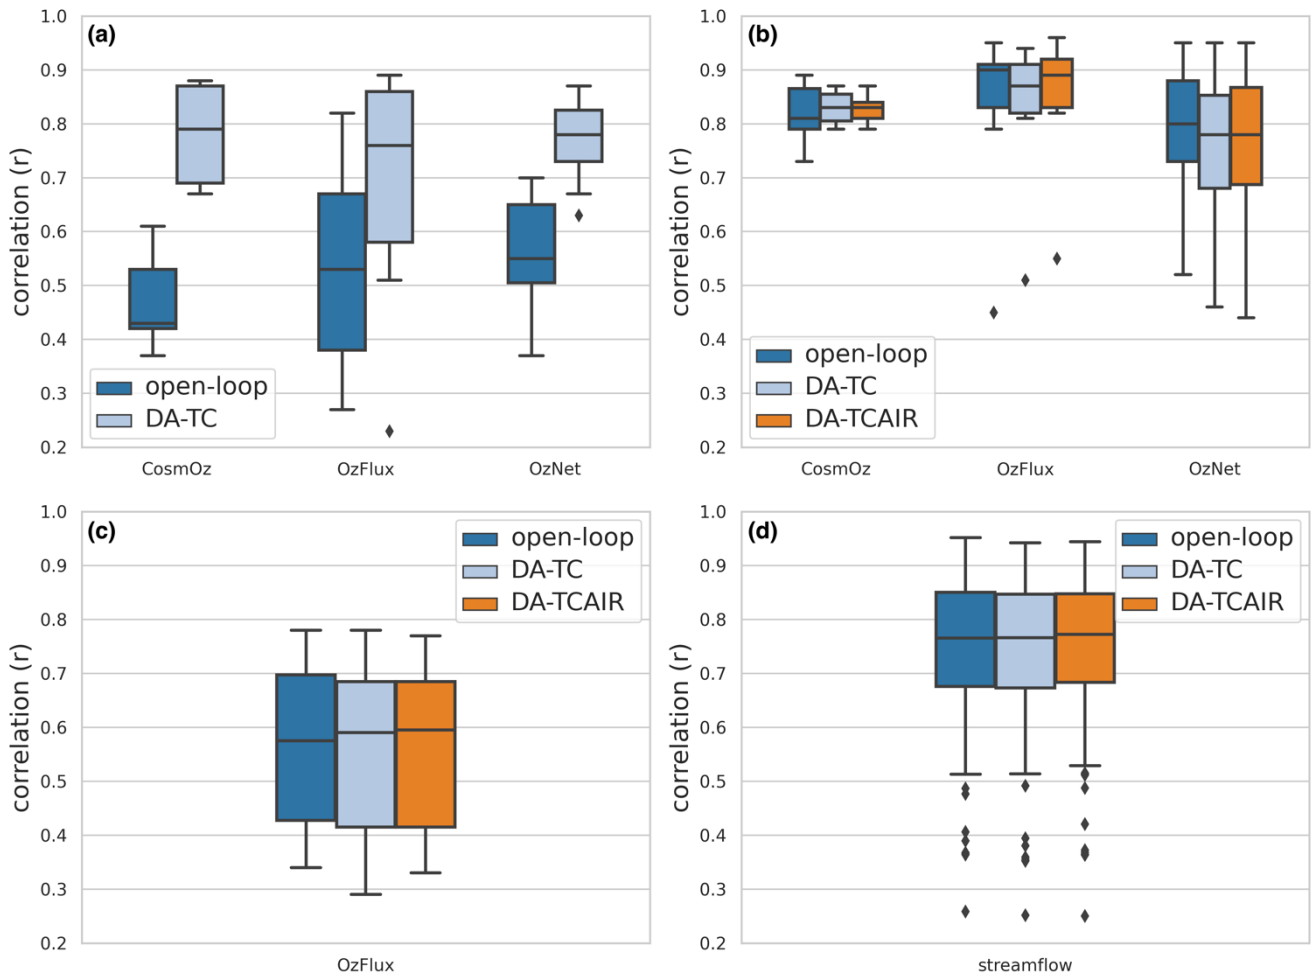 (a)
1.0
0.9
0.8
0.7
0.6
0.5
0.4
0.3
0.2
correlation (r)
open-loop
DA-TC
CosmOz OzFlux OzNet
(b)
1.0
0.9
0.8
0.7
0.6
0.5
0.4
0.3
0.2
correlation (r)
open-loop
DA-TC
DA-TCAIR
CosmOz OzFlux OzNet
(c)
1.0
0.9
0.8
0.7
0.6
0.5
0.4
0.3
0.2
correlation (r)
open-loop
DA-TC
DA-TCAIR
OzFlux
(d)
1.0
0.9
0.8
0.7
0.6
0.5
0.4
0.3
0.2
correlation (r)
open-loop
DA-TC
DA-TCAIR
streamflow